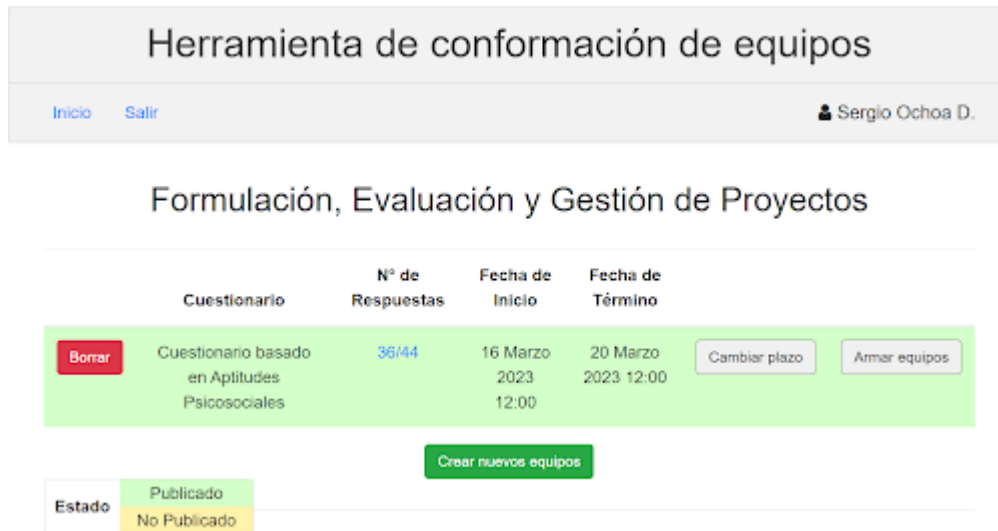 Herramienta de conformación de equipos
Inicio Salir Sergio Ochoa D.
Formulación, Evaluación y Gestión de Proyectos
Cuestionario N° de Respuestas Fecha de Inicio Fecha de Término
Borrar Cuestionario basado en Aptitudes Psicosociales 36/44 16 Marzo 2023 12:00 20 Marzo 2023 12:00 Cambiar plazo Armar equipos
Crear nuevos equipos
Estado
Publicado
No Publicado